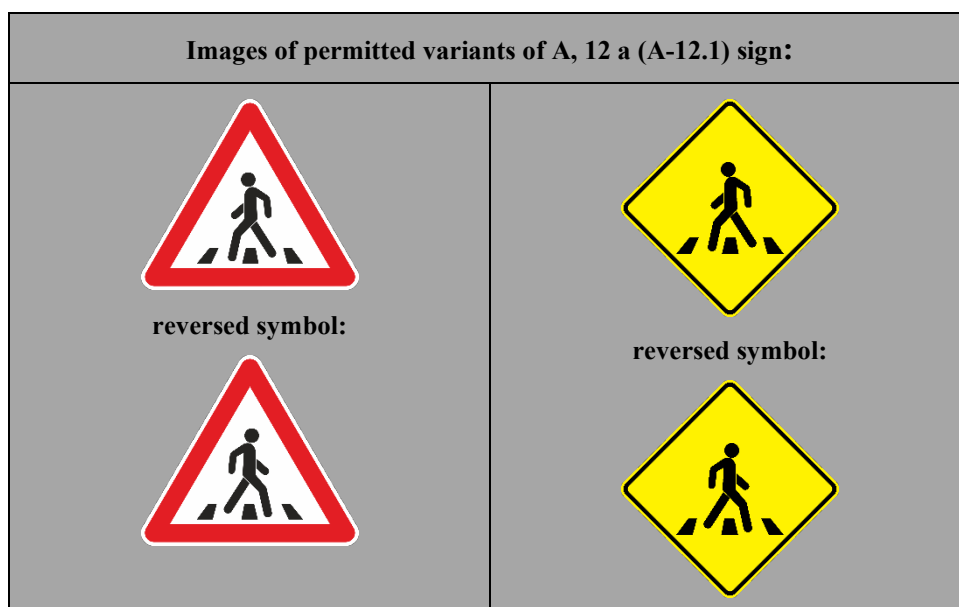 Images of permitted variants of A, 12 a (A-12.1) sign:
reversed symbol:
reversed symbol: